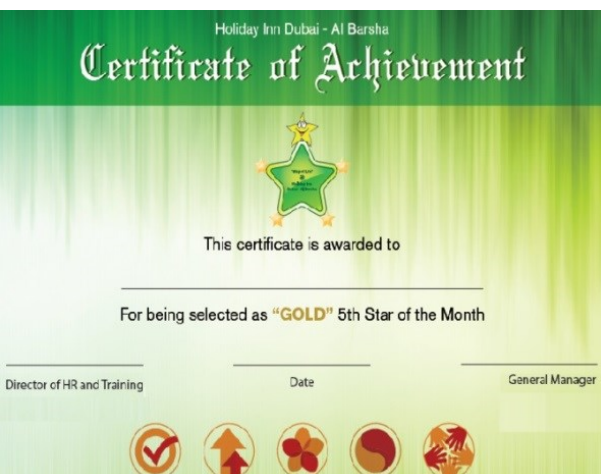 Holiday Inn Dubai - Al Barsha
Certificate of Achievement
This certificate is awarded to
For being selected as "GOLD" 5th Star of the Month
Director of HR and Training
Date
General Manager